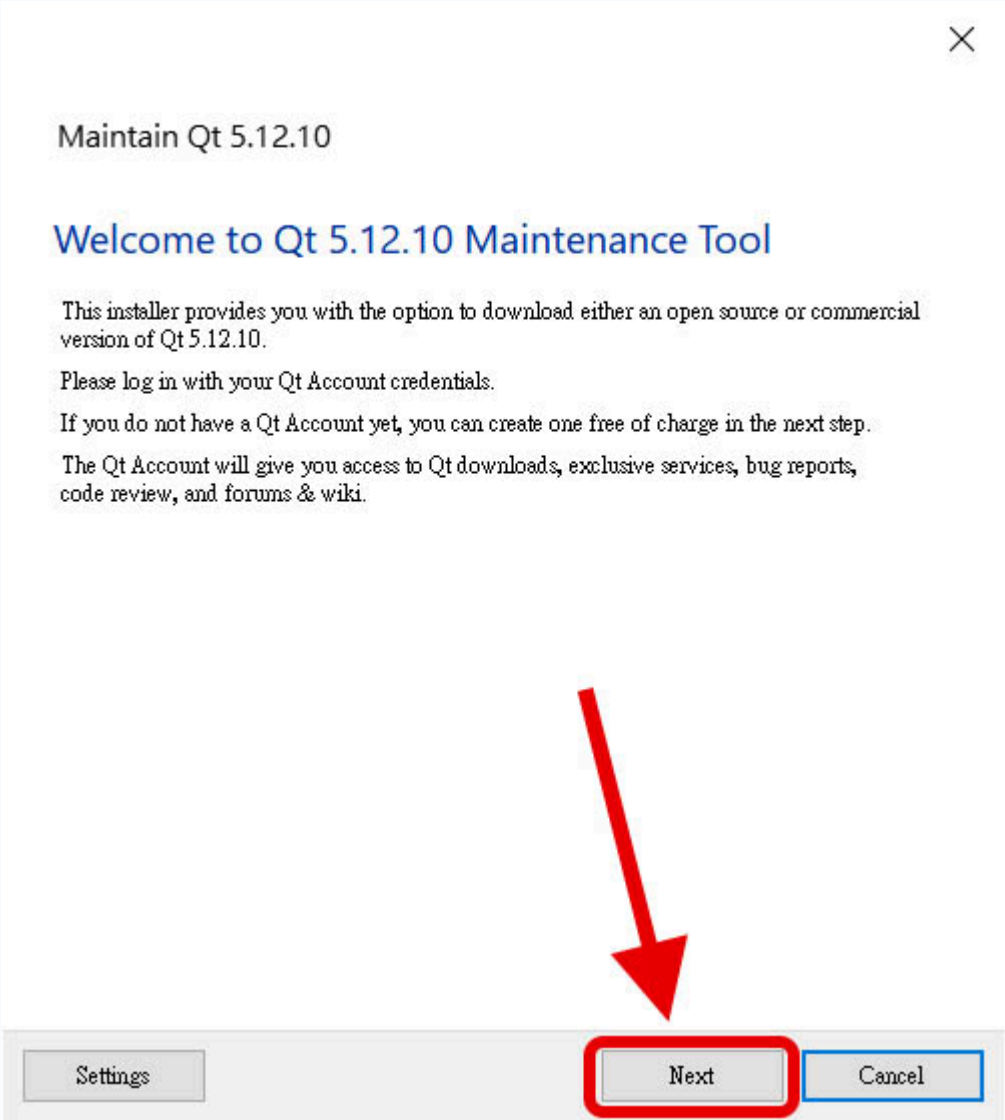 Maintain Qt 5.12.10
Welcome to Qt 5.12.10 Maintenance Tool
This installer provides you with the option to download either an open source or commercial
version of Qt 5.12.10.
Please log in with your Qt Account credentials.
If you do not have a Qt Account yet, you can create one free of charge in the next step.
The Qt Account will give you access to Qt downloads, exclusive services, bug reports,
code review, and forums & wiki.
Settings
Next
Cancel